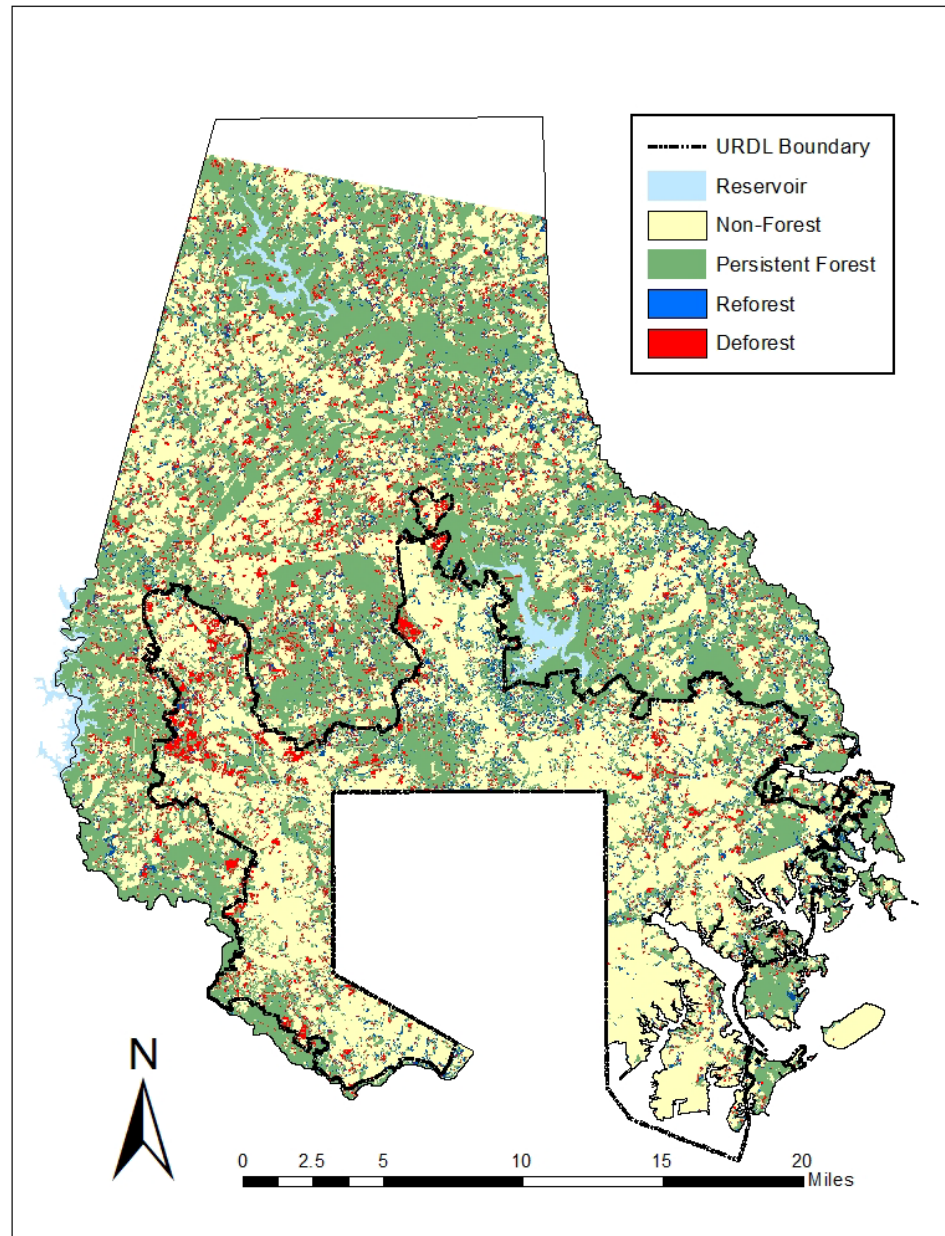 URDL Boundary
Reservoir
Non-Forest
Persistent Forest
Reforest
Deforest
N
0 2.5 5 10 15 20
Miles